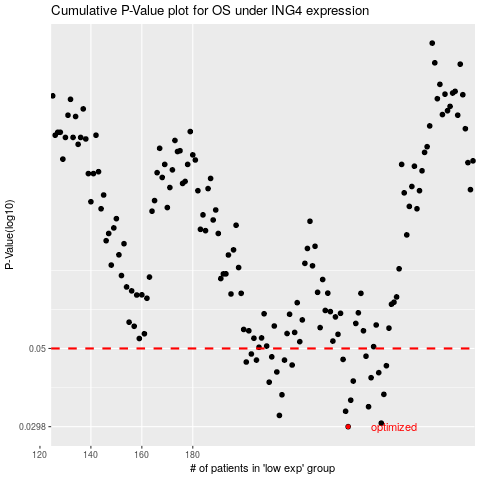 Cumulative P-Value plot for OS under ING4 expression
P-Value(log10)
0.05
0.0298
optimized
120 140 160 180
# of patients in 'low exp' group